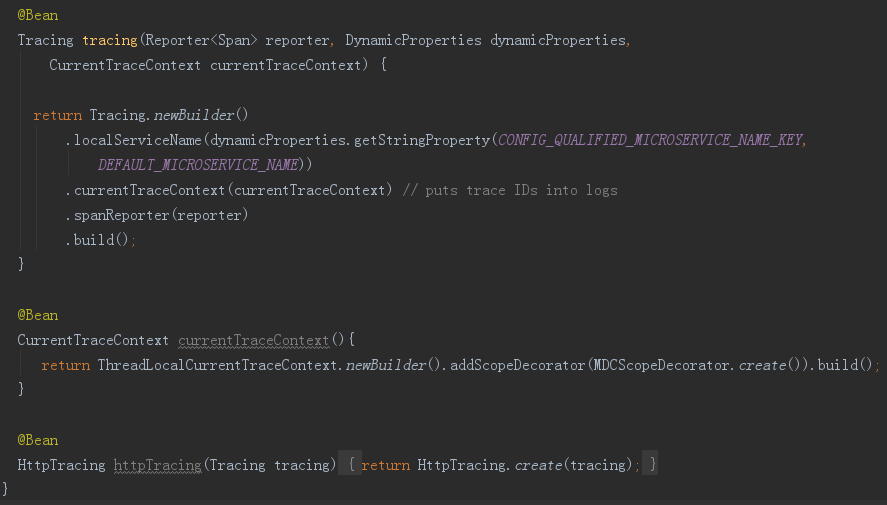 @Bean
Tracing tracing(Reporter<Span> reporter, DynamicProperties dynamicProperties,
CurrentTraceContext currentTraceContext) {
return Tracing.newBuilder()
.localServiceName(dynamicProperties.getStringProperty(CONFIG_QUALIFIED_MICROSERVICE_NAME_KEY,
DEFAULT_MICROSERVICE_NAME))
.currentTraceContext(currentTraceContext) // puts trace IDs into logs
.spanReporter(reporter)
.build();
}
@Bean
CurrentTraceContext currentTraceContext(){
return ThreadLocalCurrentTraceContext.newBuilder().addScopeDecorator(MDCScopeDecorator.create()).build();
}
@Bean
HttpTracing httpTracing(Tracing tracing) { return HttpTracing.create(tracing); }
}